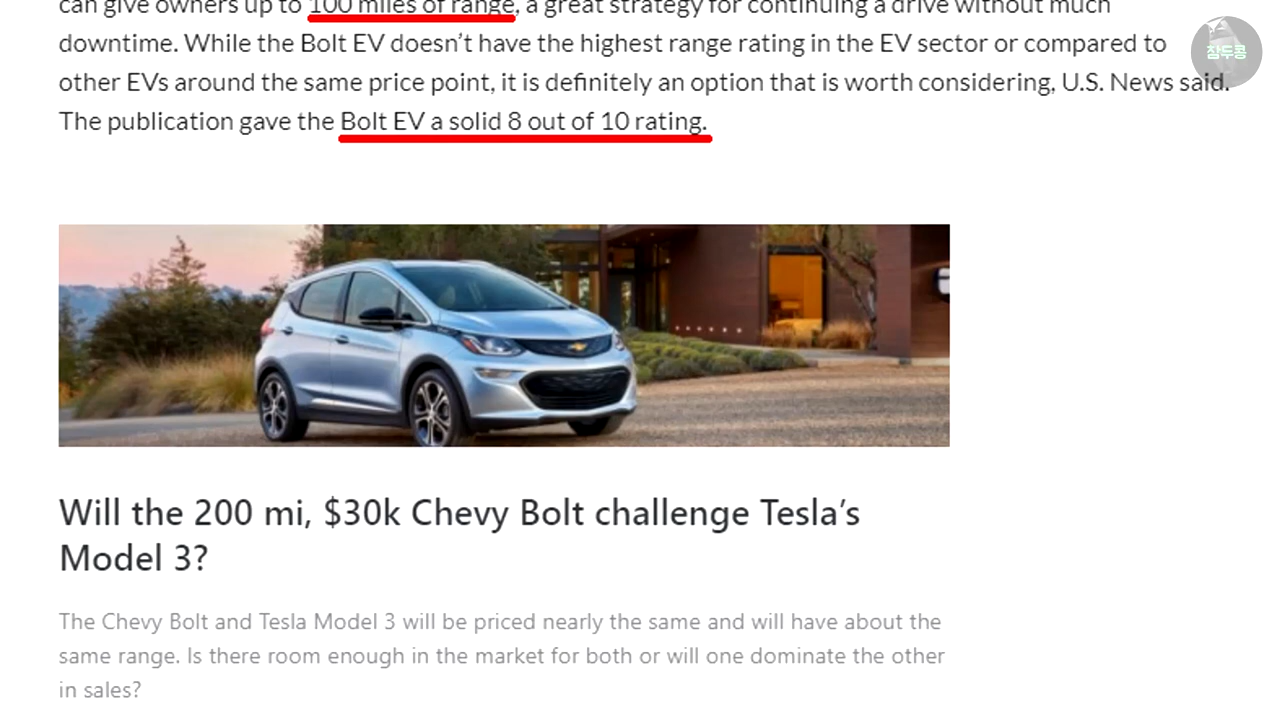 can give owners up to 100 miles of range, a great strategy for continuing a drive without much
downtime. While the Bolt EV doesn’t have the highest range rating in the EV sector or compared to
other EVs around the same price point, it is definitely an option that is worth considering, U.S. News said.
The publication gave the Bolt EV a solid 8 out of 10 rating.
참두콩
Will the 200 mi, $30k Chevy Bolt challenge Tesla’s
Model 3?
The Chevy Bolt and Tesla Model 3 will be priced nearly the same and will have about the
same range. Is there room enough in the market for both or will one dominate the other
in sales?